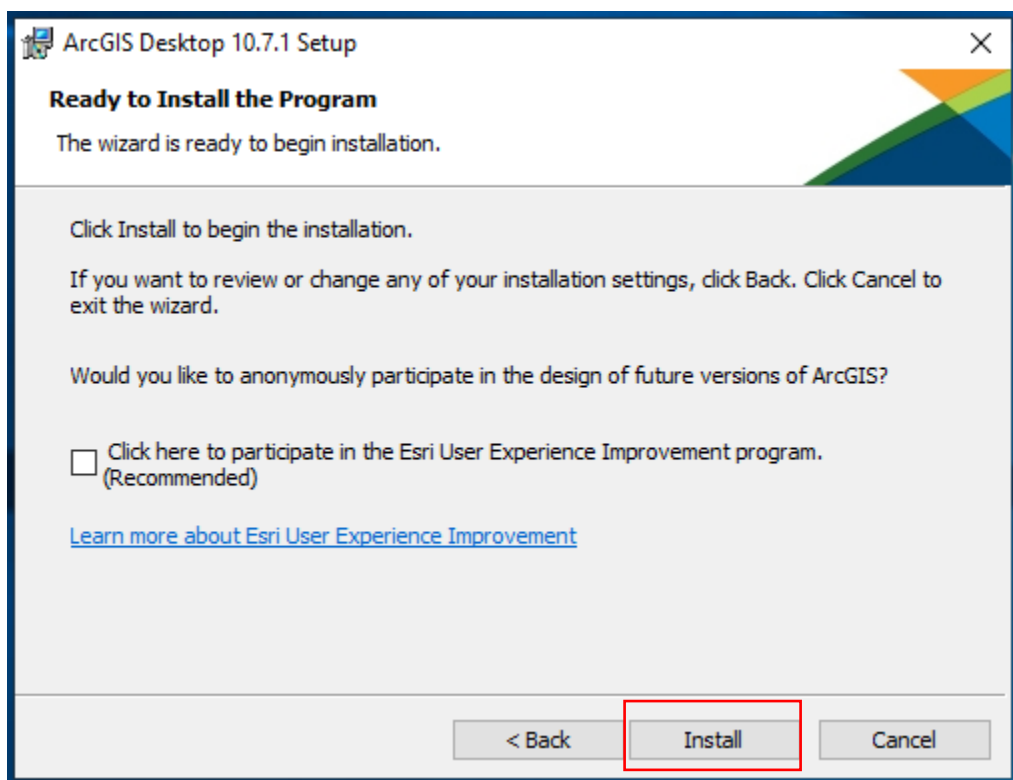 ArcGIS Desktop 10.7.1 Setup
Ready to Install the Program
The wizard is ready to begin installation.
Click Install to begin the installation.
If you want to review or change any of your installation settings, click Back. Click Cancel to
exit the wizard.
Would you like to anonymously participate in the design of future versions of ArcGIS?
Click here to participate in the Esri User Experience Improvement program.
(Recommended)
Learn more about Esri User Experience Improvement
< Back Install Cancel